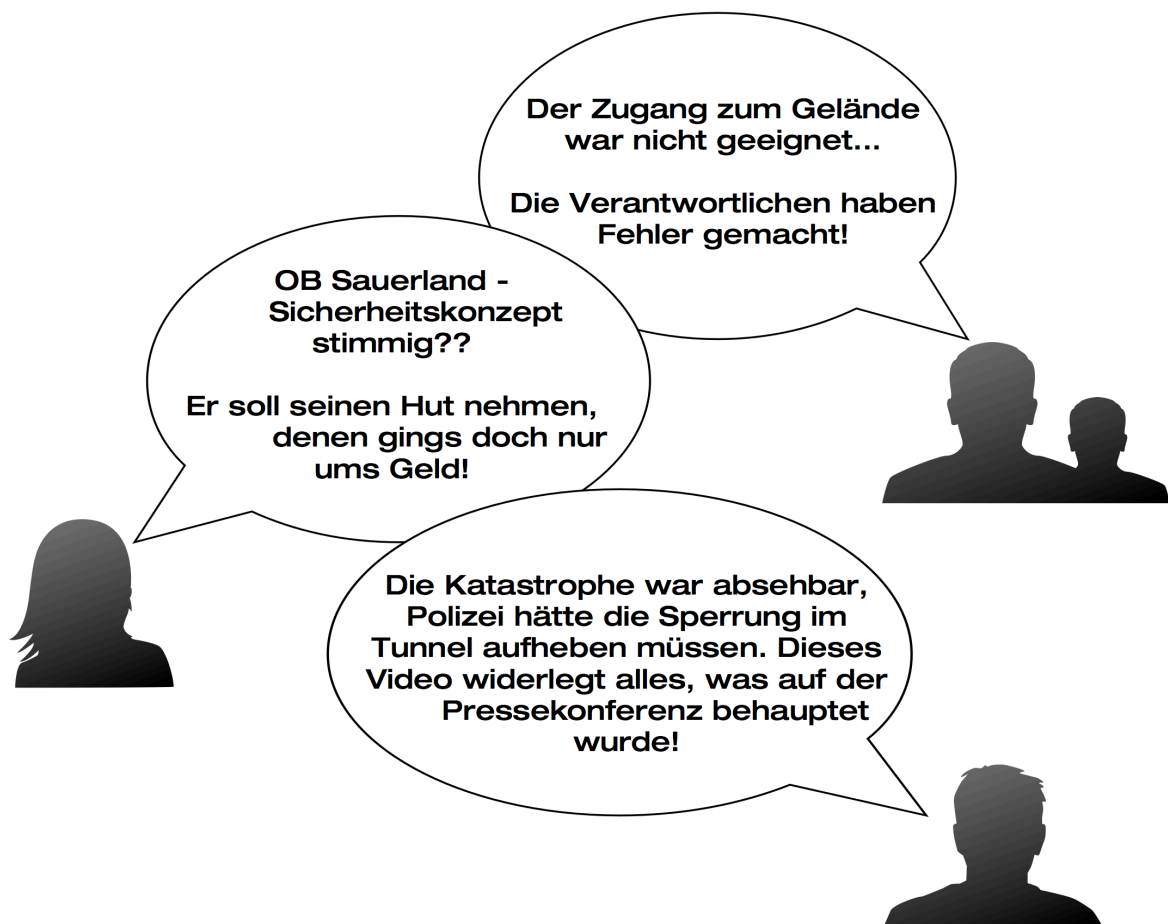 Der Zugang zum Gelände
war nicht geeignet...
Die Verantwortlichen haben
Fehler gemacht!
OB Sauerland -
Sicherheitskonzept
stimmig??
Er soll seinen Hut nehmen,
denen gings doch nur
ums Geld!
Die Katastrophe war absehbar,
Polizei hätte die Sperrung im
Tunnel aufheben müssen. Dieses
Video widerlegt alles, was auf der
Pressekonferenz behauptet
wurde!